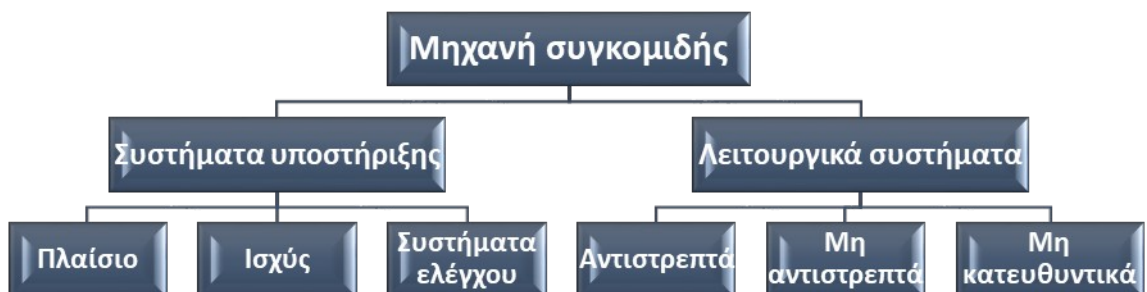 Μηχανή συγκομιδής
Συστήματα υποστήριξης
Λειτουργικά συστήματα
Πλαίσιο
Ισχύς
Συστήματα
ελέγχου
Αντιστρεπτά
Μη
αντιστρεπτά
Μη
κατευθυντικά